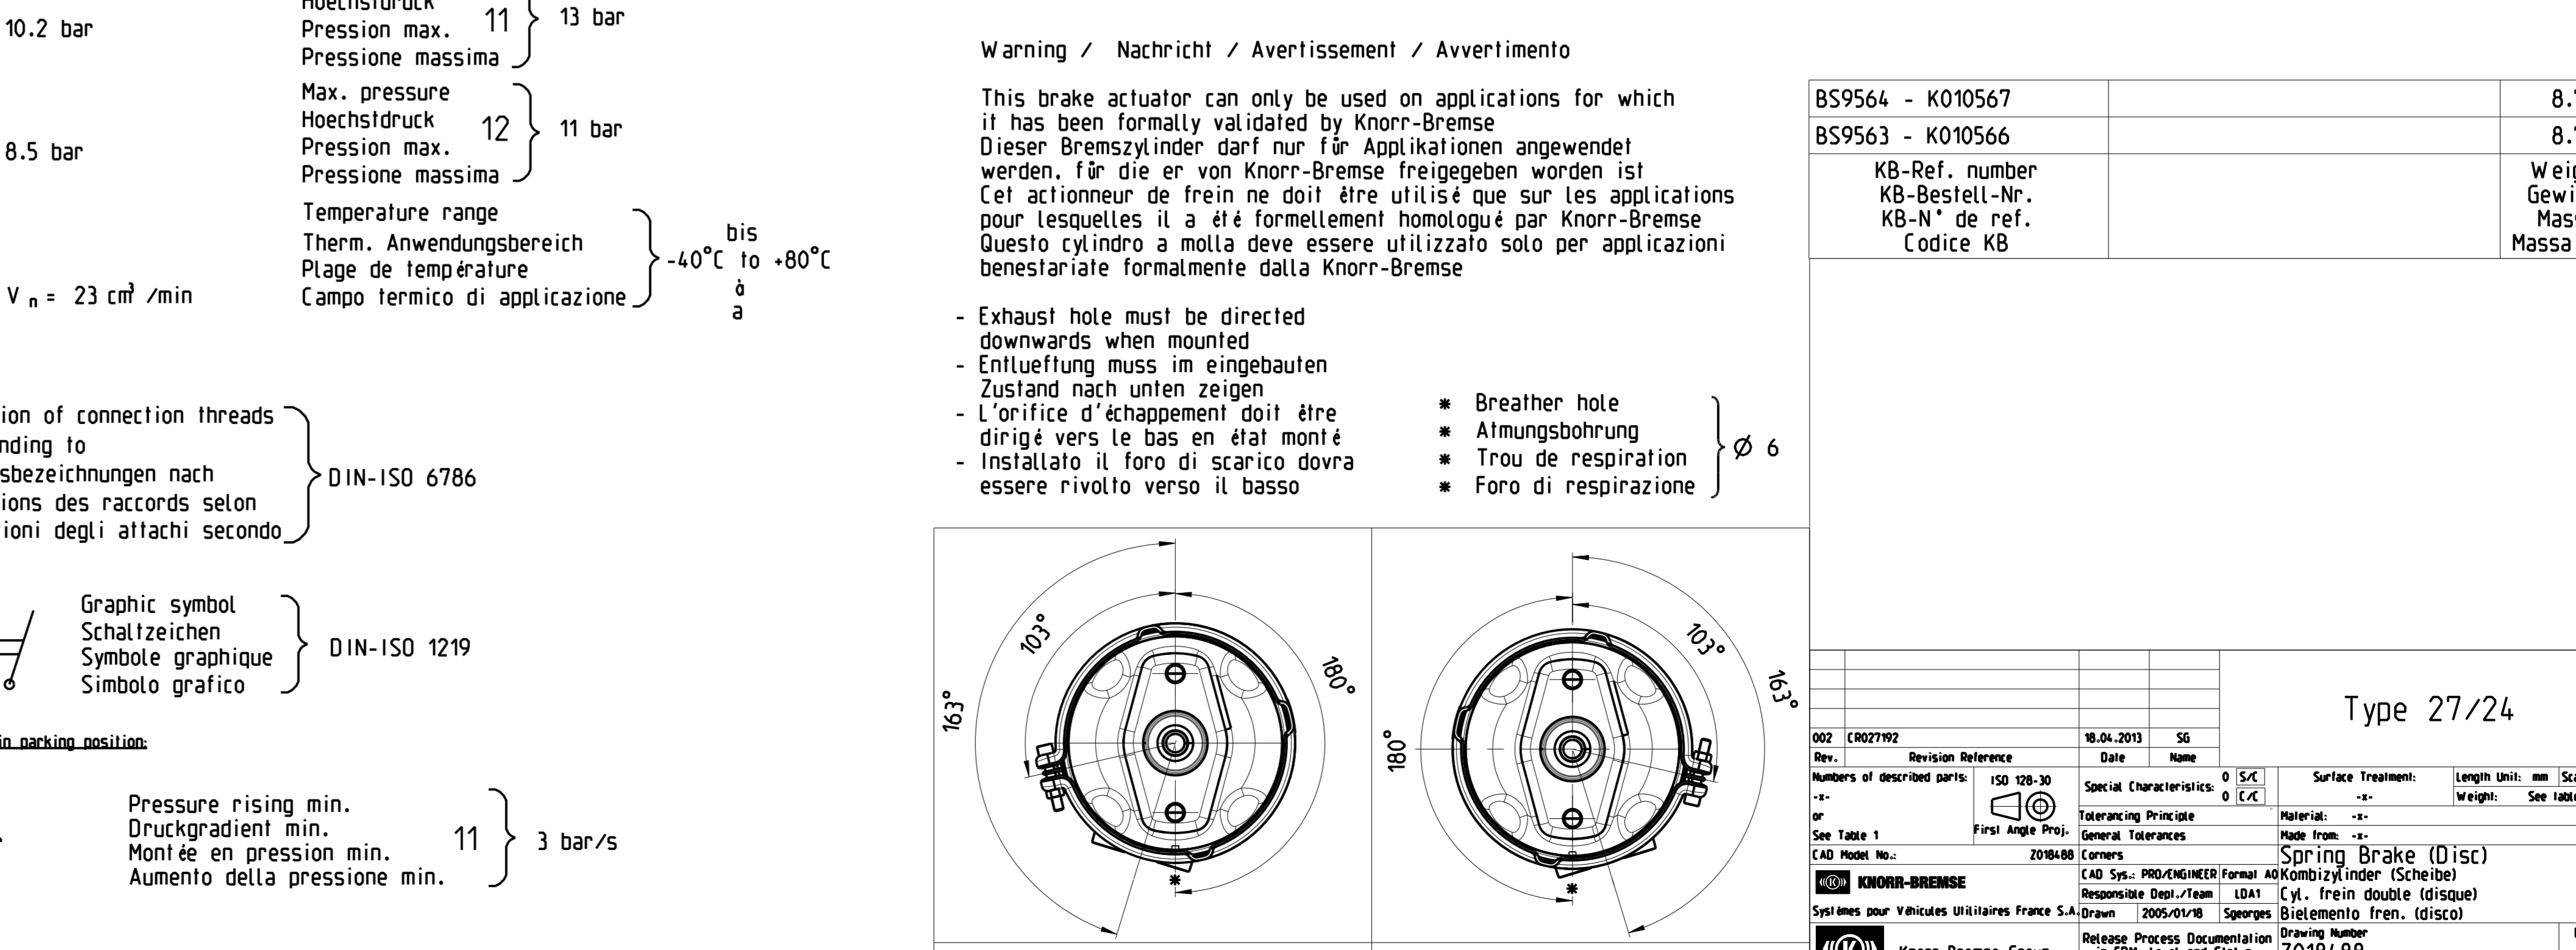 10.2 bar
Pression max.
Pressione massima
11
13 bar
Max. pressure
Hoechstdruck
Pression max.
Pressione massima
12
11 bar
8.5 bar
Temperature range
Therm. Anwendungsbereich
Plage de température
Campo termico di applicazione
bis
-40°C to +80°C
à
a
V n = 23 cm³ /min
ion of connection threads
nding to
sbezeichnungen nach
ions des raccords selon
ioni degli attachi secondo
DIN-ISO 6786
Graphic symbol
Schaltzeichen
Symbole graphique
Simbolo grafico
DIN-ISO 1219
in parking position:
Pressure rising min.
Druckgradient min.
Montée en pression min.
Aumento della pressione min.
11
3 bar/s
Warning / Nachricht / Avertissement / Avvertimento
This brake actuator can only be used on applications for which
it has been formally validated by Knorr-Bremse
Dieser Bremszylinder darf nur für Applikationen angewendet
werden, für die er von Knorr-Bremse freigegeben worden ist
Cet actionneur de frein ne doit être utilisé que sur les applications
pour lesquelles il a été formellement homologué par Knorr-Bremse
Questo cylindro a molla deve essere utilizzato solo per applicazioni
benestariate formalmente dalla Knorr-Bremse
- Exhaust hole must be directed
downwards when mounted
- Entlueftung muss im eingebauten
Zustand nach unten zeigen
- L'orifice d'échappement doit être
dirigé vers le bas en état monté
- Installato il foro di scarico dovra
essere rivolto verso il basso
* Breather hole
* Atmungsbohrung
* Trou de respiration
* Foro di respirazione
Ø 6
103°
180°
163°
*
103°
163°
180°
*
BS9564 - K010567
8.
BS9563 - K010566
8.
KB-Ref. number
KB-Bestell-Nr.
KB-N° de ref.
Codice KB
Weig
Gewi
Mas
Massa
Type 27/24
002 CR027192 18.04.2013 SG
Rev. Revision Reference Date Name
Numbers of described parts:
-x-
or
See Table 1
ISO 128-30
First Angle Proj.
Special Characteristics:
0 S/C
0 C/C
Surface Treatment:
-x-
Length Unit: mm
Weight: See
Tolerancing Principle
Material: -x-
General Tolerances
Made from: -x-
CAD Model No.: Z018488
Corners
Spring Brake (Disc)
Kombizylinder (Scheibe)
Cyl. frein double (disque)
Bielemento fren. (disco)
KNORR-BREMSE
CAD Sys.: PRO/ENGINEER Formal A0
Responsible Dept./Team LDA1
Systèmes pour Véhicules Utilitaires France S.A.
Drawn 2005/01/18 Sgeorges
Release Process Documentation
Drawing Number